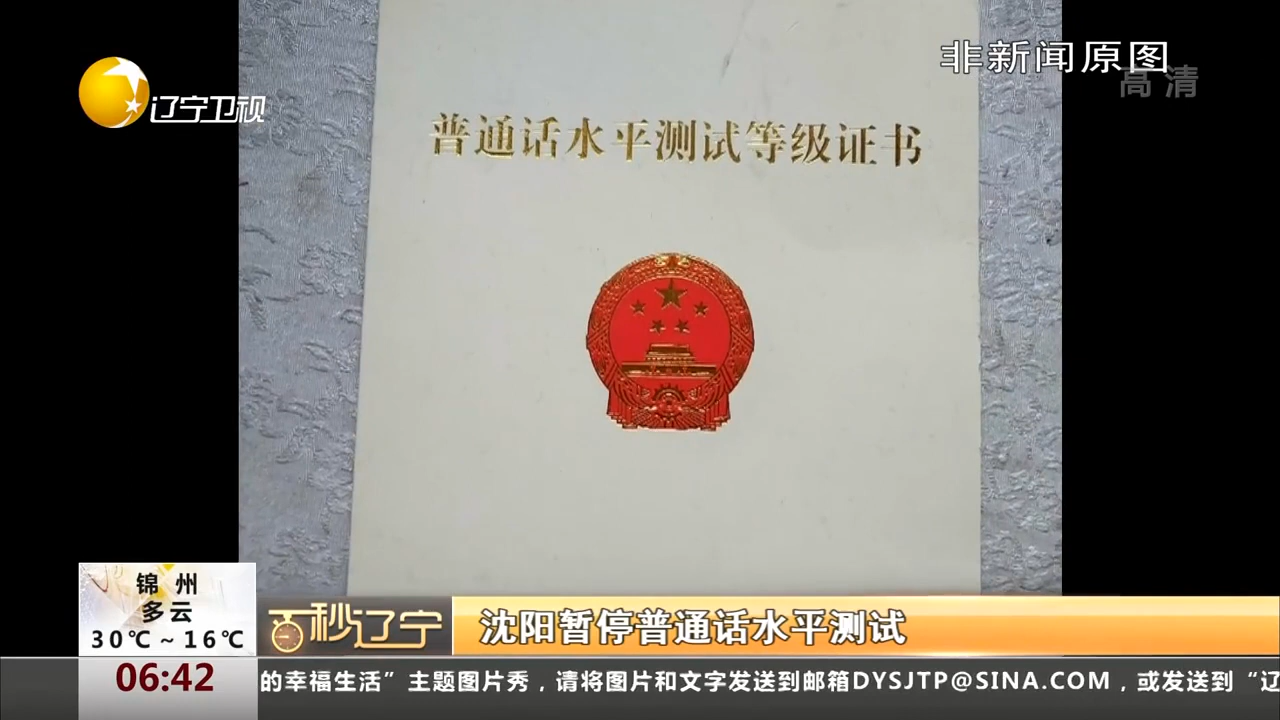 非新闻原图
高清
辽宁卫视
普通话水平测试等级证书
锦州
多云
30℃~16℃
百秒辽宁
沈阳暂停普通话水平测试
06:42
的幸福生活”主题图片秀，请将图片和文字发送到邮箱DYSJTP@SINA.COM，或发送到“辽